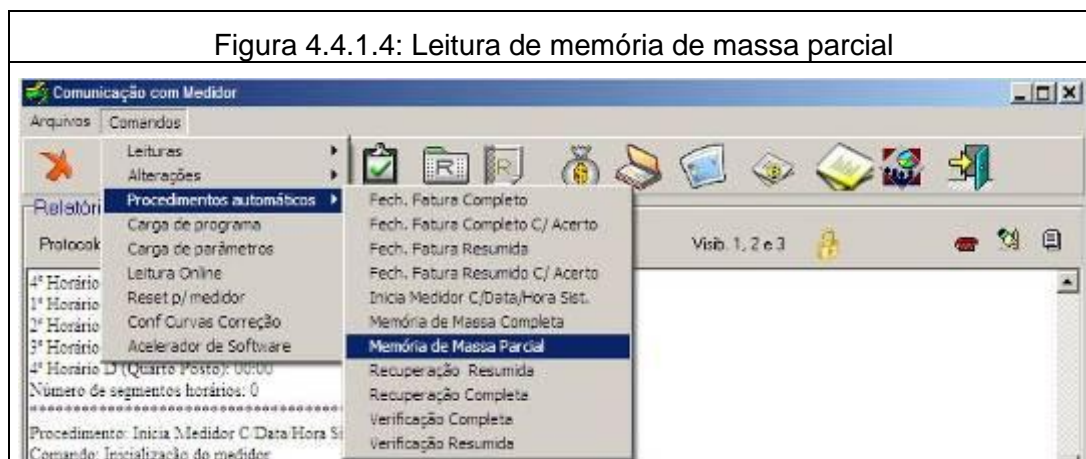 Figura 4.4.1.4: Leitura de memória de massa parcial
Comunicação com Medidor
Arquivos Comandos
Leituras
Alterações
Procedimentos automáticos
Carga de programa
Carga de parâmetros
Leitura Online
Reset p/ medidor
Conf Curvas Correção
Acelerador de Software
Fech. Fatura Completo
Fech. Fatura Completo C/ Acerto
Fech. Fatura Resumida
Fech. Fatura Resumido C/ Acerto
Inicia Medidor C/Data/Hora Sist.
Memória de Massa Completa
Memória de Massa Parcial
Recuperação Resumida
Recuperação Completa
Verificação Completa
Verificação Resumida
Relatóri
Protocok
Visib. 1, 2 e 3
4º Horário
1º Horário
2º Horário
3º Horário
4º Horário D (Quarto Posto): 00:00
Número de segmentos horários: 0
Procedimento: Inicia Medidor C Data/Hora Si
Comando: Inicialização do medidor